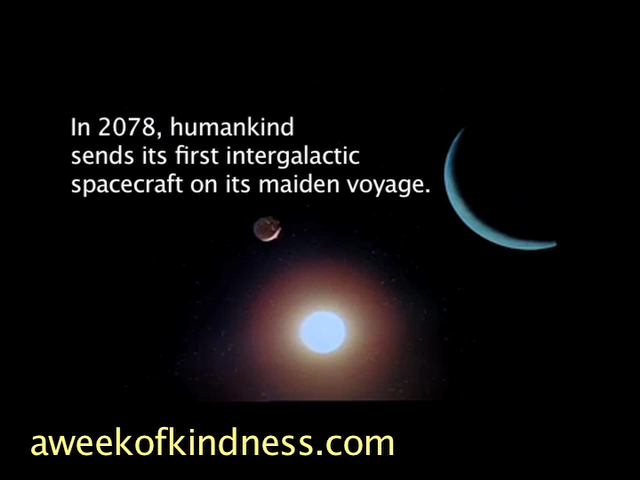 In 2078, humankind
sends its first intergalactic
spacecraft on its maiden voyage.
aweekofkindness.com